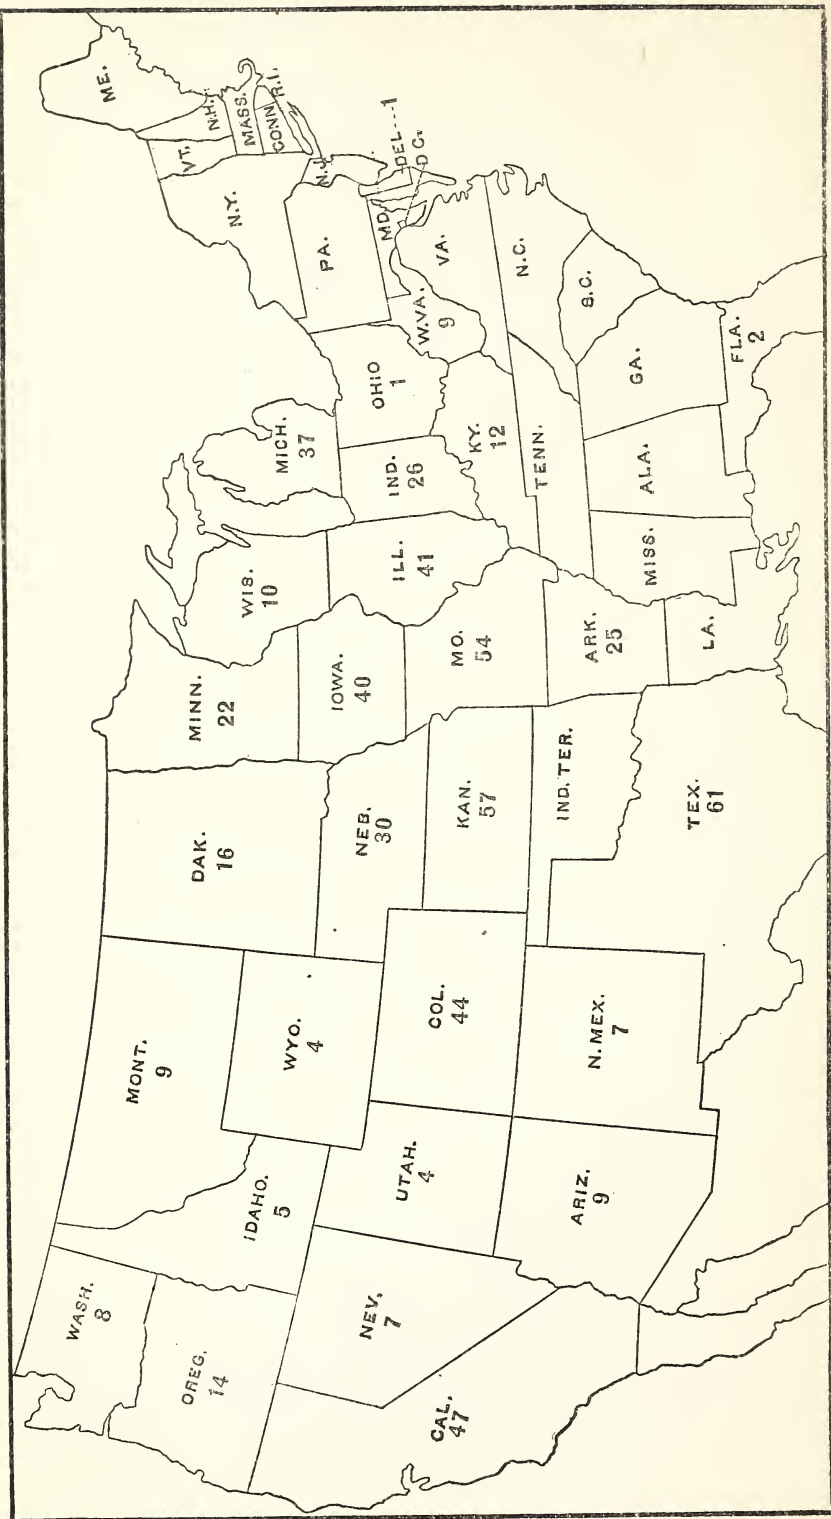 WASH.
8
OREG.
14
CAL.
47
NEV.
7
IDAHO.
5
MONT.
9
WYO.
4
UTAH.
4
ARIZ.
9
COL.
44
N. MEX.
7
DAK.
16
NEB.
30
KAN.
57
IND. TER.
TEX.
61
MINN.
22
IOWA.
40
MO.
54
ARK.
25
LA.
WIS.
10
ILL.
41
MICH.
37
IND.
26
OHIO
1
KY.
12
TENN.
MISS.
ALA.
GA.
FLA.
2
S.C.
N.C.
VA.
W.VA.
9
MD.
DEL---1
D.C.
PA.
N.J.
N.Y.
CONN.
R.I.
MASS.
VT.
N.H.
ME.